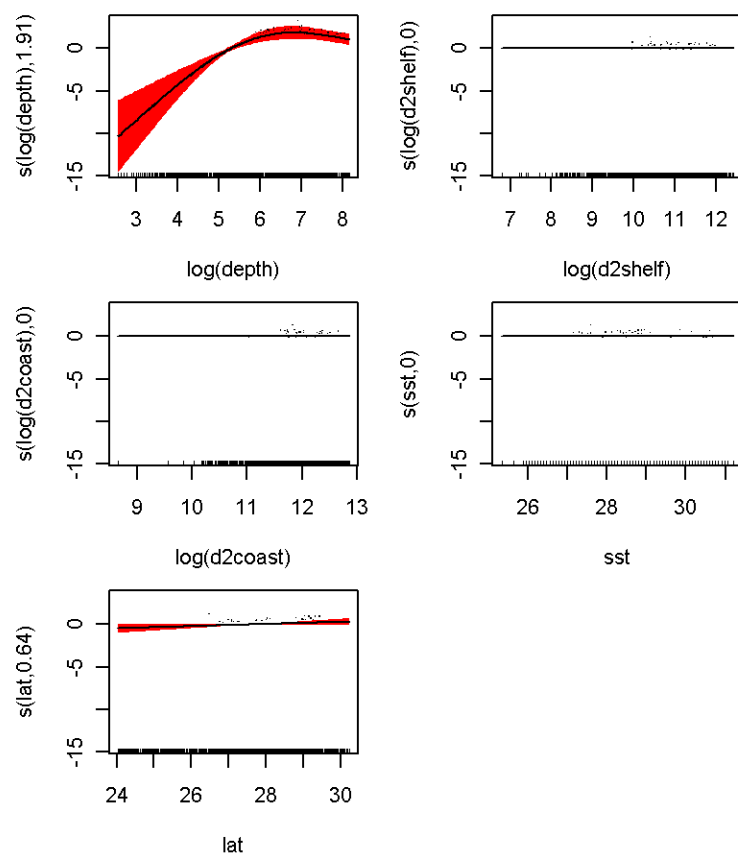 s(log(depth),1.91)
0
-5
-15
3 4 5 6 7 8
log(depth)
s(log(d2shelf),0)
0
-5
-15
7 8 9 10 11 12
log(d2shelf)
s(log(d2coast),0)
0
-5
-15
9 10 11 12 13
log(d2coast)
s(sst,0)
0
-5
-15
26 28 30
sst
s(lat,0.64)
0
-5
-15
24 26 28 30
lat